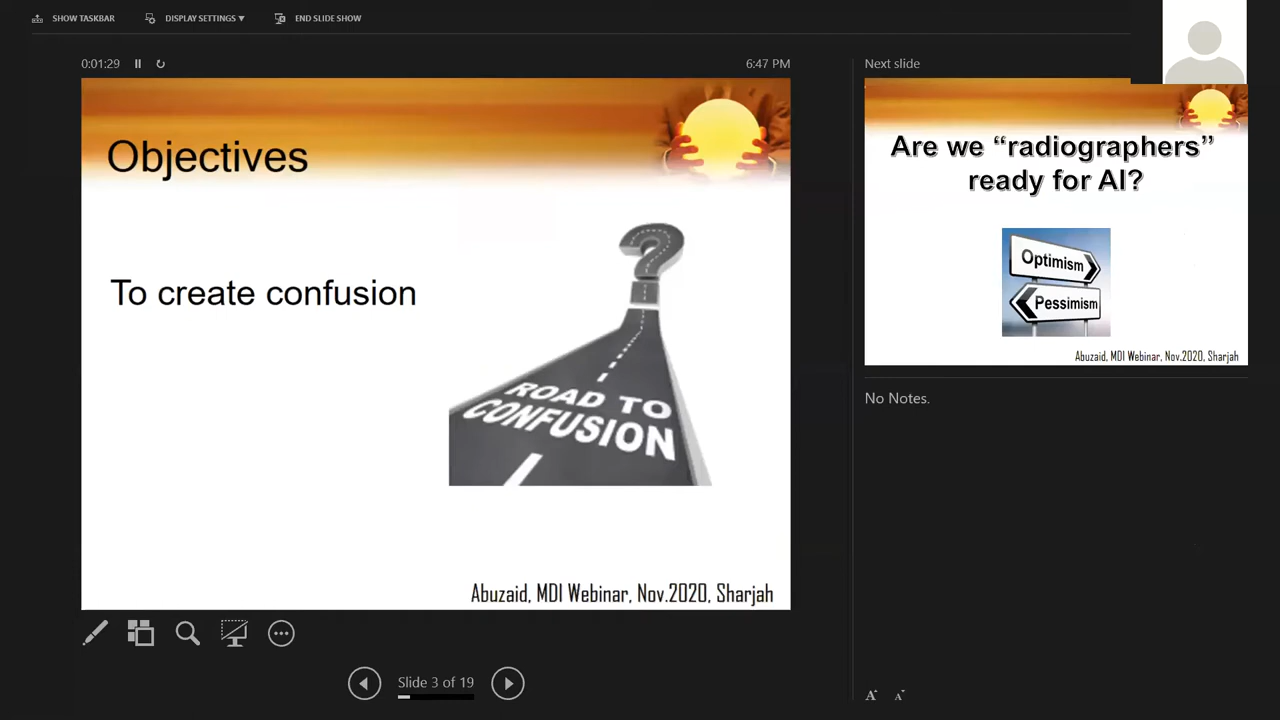 SHOW TASKBAR
DISPLAY SETTINGS ▼
END SLIDE SHOW
0:01:29
6:47 PM
Objectives
To create confusion
ROAD TO
CONFUSION
Abuzaid, MDI Webinar, Nov.2020, Sharjah
Slide 3 of 19
Next slide
Are we “radiographers”
ready for AI?
Optimism
Pessimism
Abuzaid, MDI Webinar, Nov.2020, Sharjah
No Notes.
A A